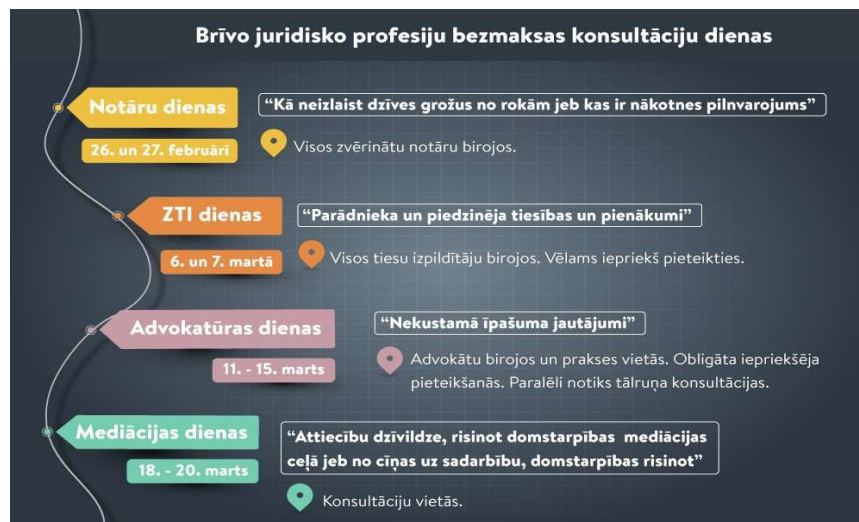 Brīvo juridisko profesiju bezmaksas konsultāciju dienas
Notāru dienas
“Kā neizlaist dzīves grožus no rokām jeb kas ir nākotnes pilnvarojums”
26. un 27. februārī
Visos zvērinātu notāru birojos.
ZTI dienas
“Parādnieka un piedzinēja tiesības un pienākumi”
6. un 7. martā
Visos tiesu izpildītāju birojos. Vēlams iepriekš pieteikties.
Advokatūras dienas
“Nekustamā īpašuma jautājumi”
11. - 15. marts
Advokātu birojos un prakses vietās. Obligāta iepriekšēja
pieteikšanās. Paralēli notiks tālruņa konsultācijas.
Mediācijas dienas
“Attiecību dzīvildze, risinot domstarpības mediācijas
ceļā jeb no cīņas uz sadarbību, domstarpības risinot”
18. - 20. marts
Konsultāciju vietās.